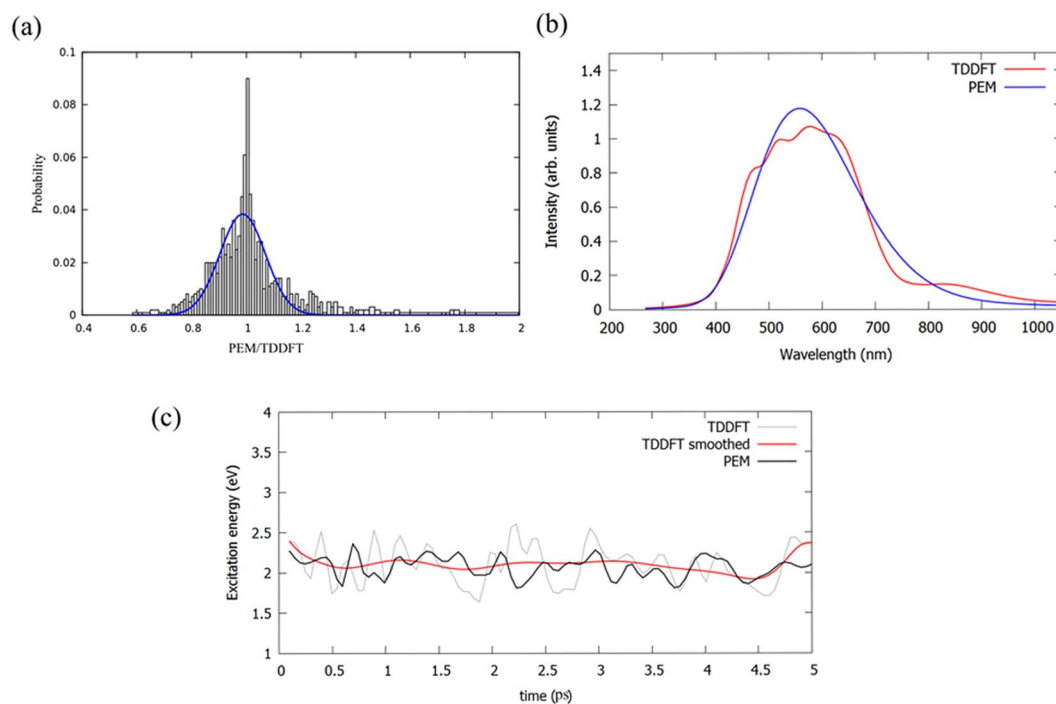 (a)
0.1
0.08
0.06
0.04
0.02
0
Probability
0.4 0.6 0.8 1 1.2 1.4 1.6 1.8 2
PEM/TDDFT
(b)
1.4
1.2
1
0.8
0.6
0.4
0.2
0
Intensity (arb. units)
TDDFT
PEM
200 300 400 500 600 700 800 900 1000
Wavelength (nm)
(c)
4
3.5
3
2.5
2
1.5
1
Excitation energy (eV)
TDDFT
TDDFT smoothed
PEM
0 0.5 1 1.5 2 2.5 3 3.5 4 4.5 5
time (ps)